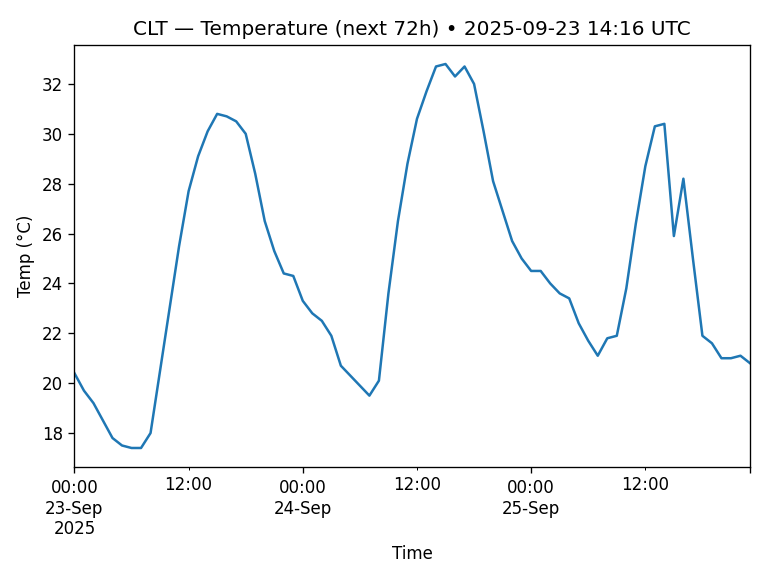 CLT — Temperature (next 72h) • 2025-09-23 14:16 UTC
Temp (°C)
32
30
28
26
24
22
20
18
00:00 12:00 00:00 12:00 00:00 12:00
23-Sep 24-Sep 25-Sep
2025
Time